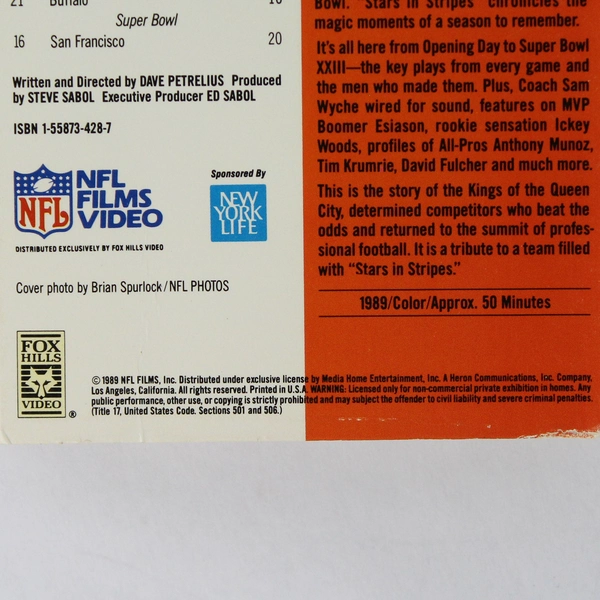 21 Buffalo 10
Super Bowl
16 San Francisco 20
Written and Directed by DAVE PETRELIUS Produced
by STEVE SABOL Executive Producer ED SABOL
ISBN 1-55873-428-7
NFL
NFL
FILMS
VIDEO
DISTRIBUTED EXCLUSIVELY BY FOX HILLS VIDEO
Sponsored By
NEW
YORK
LIFE
Cover photo by Brian Spurlock/NFL PHOTOS
FOX
HILLS
VIDEO
®
Bowl. "Stars in Stripes" chronicles the
magic moments of a season to remember.
It's all here from Opening Day to Super Bowl
XXIII—the key plays from every game and
the men who made them. Plus, Coach Sam
Wyche wired for sound, features on MVP
Boomer Esiason, rookie sensation Ickey
Woods, profiles of All-Pros Anthony Munoz,
Tim Krumrie, David Fulcher and much more.
This is the story of the Kings of the Queen
City, determined competitors who beat the
odds and returned to the summit of profes-
sional football. It is a tribute to a team filled
with "Stars in Stripes."
1989/Color/Approx. 50 Minutes
© 1989 NFL FILMS, Inc. Distributed under exclusive license by Media Home Entertainment, Inc. A Heron Communications, Icc. Company,
Los Angeles, California. All rights reserved. Printed in U.S.A. WARNING: Licensed only for non-commercial private exhibition in homes. Any
public performance, other use, or copying is strictly prohibited and may subject the offender to civil liability and severe criminal penalties.
(Title 17, United States Code. Sections 501 and 506.)